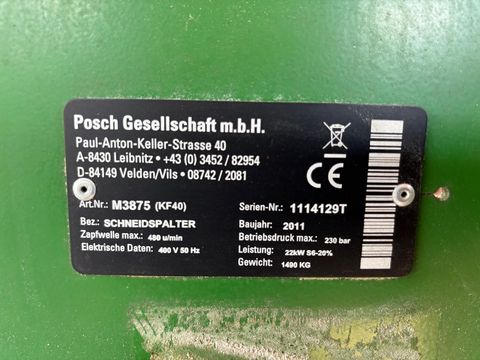 Posch Gesellschaft m.b.H.
Paul-Anton-Keller-Strasse 40
A-8430 Leibnitz • +43 (0) 3452 / 82954
D-84149 Velden/Vils • 08742 / 2081
Art.Nr.: M3875 (KF40) Serien-Nr.: 1114129T
Bez.: SCHNEIDSPALTER Baujahr: 2011
Zapfwelle max.: 480 u/min Betriebsdruck max.: 230 bar
Elektrische Daten: 400 V 50 Hz Leistung: 22kW S6-20%
Gewicht: 1490 KG
CE